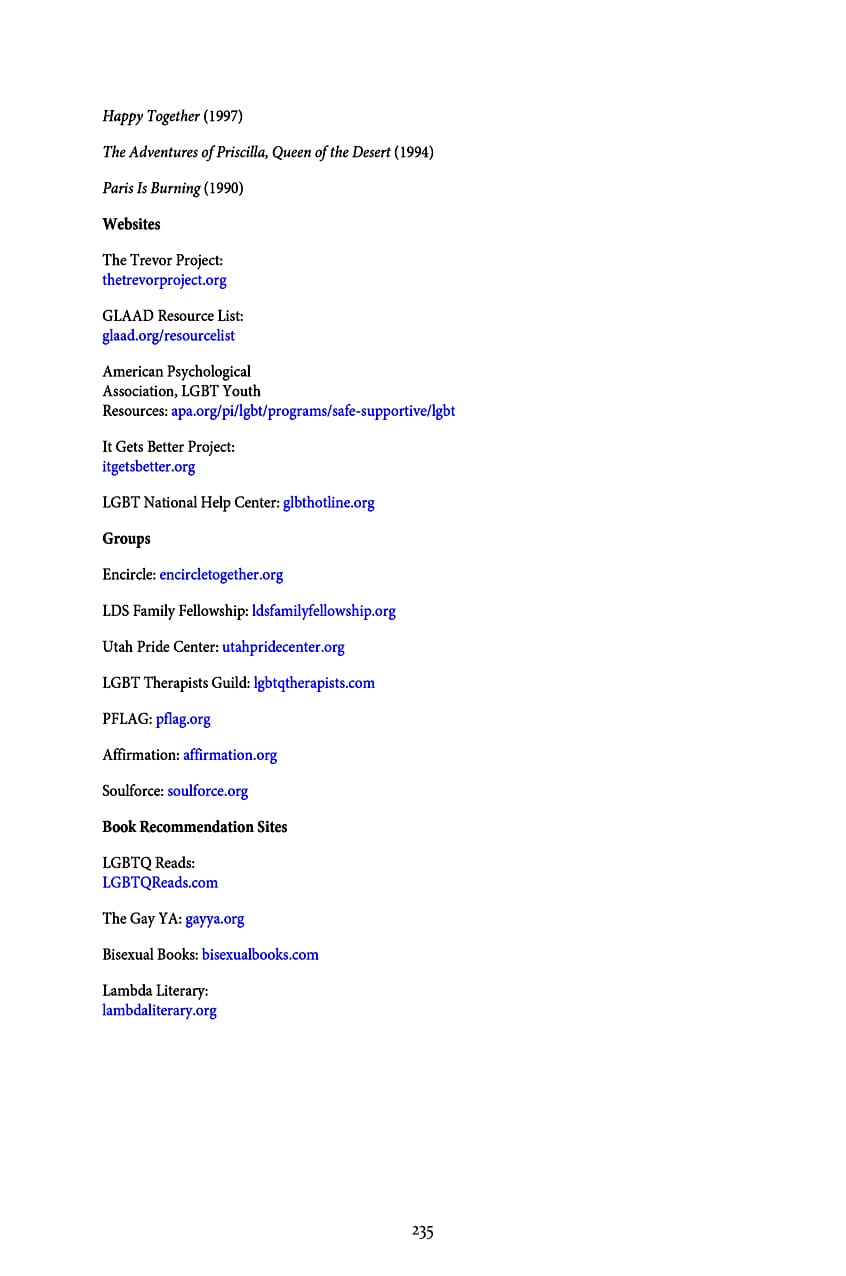 Happy Together (1997)
The Adventures of Priscilla, Queen of the Desert (1994)
Paris Is Burning (1990)
Websites
The Trevor Project:
thetrevorproject.org
GLAAD Resource List:
glaad.org/resourcelist
American Psychological
Association, LGBT Youth
Resources: apa.org/pi/lgbt/programs/safe-supportive/lgbt
It Gets Better Project:
itgetsbetter.org
LGBT National Help Center: glbthotline.org
Groups
Encircle: encircletogether.org
LDS Family Fellowship: ldsfamilyfellowship.org
Utah Pride Center: utahpridecenter.org
LGBT Therapists Guild: lgbtqtherapists.com
PFLAG: pflag.org
Affirmation: affirmation.org
Soulforce: soulforce.org
Book Recommendation Sites
LGBTQ Reads:
LGBTQReads.com
The Gay YA: gayya.org
Bisexual Books: bisexualbooks.com
Lambda Literary:
lambdaliterary.org
235